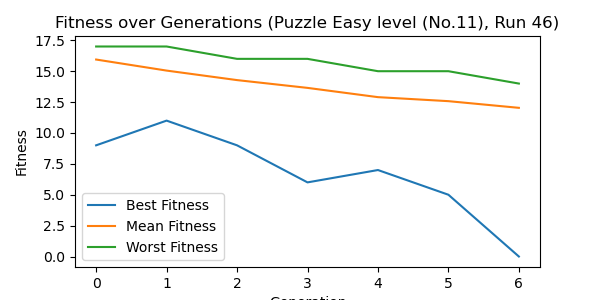 Fitness over Generations (Puzzle Easy level (No.11), Run 46)
17.5
15.0
12.5
10.0
7.5
5.0
2.5
0.0
Fitness
Best Fitness
Mean Fitness
Worst Fitness
0 1 2 3 4 5 6
Generation